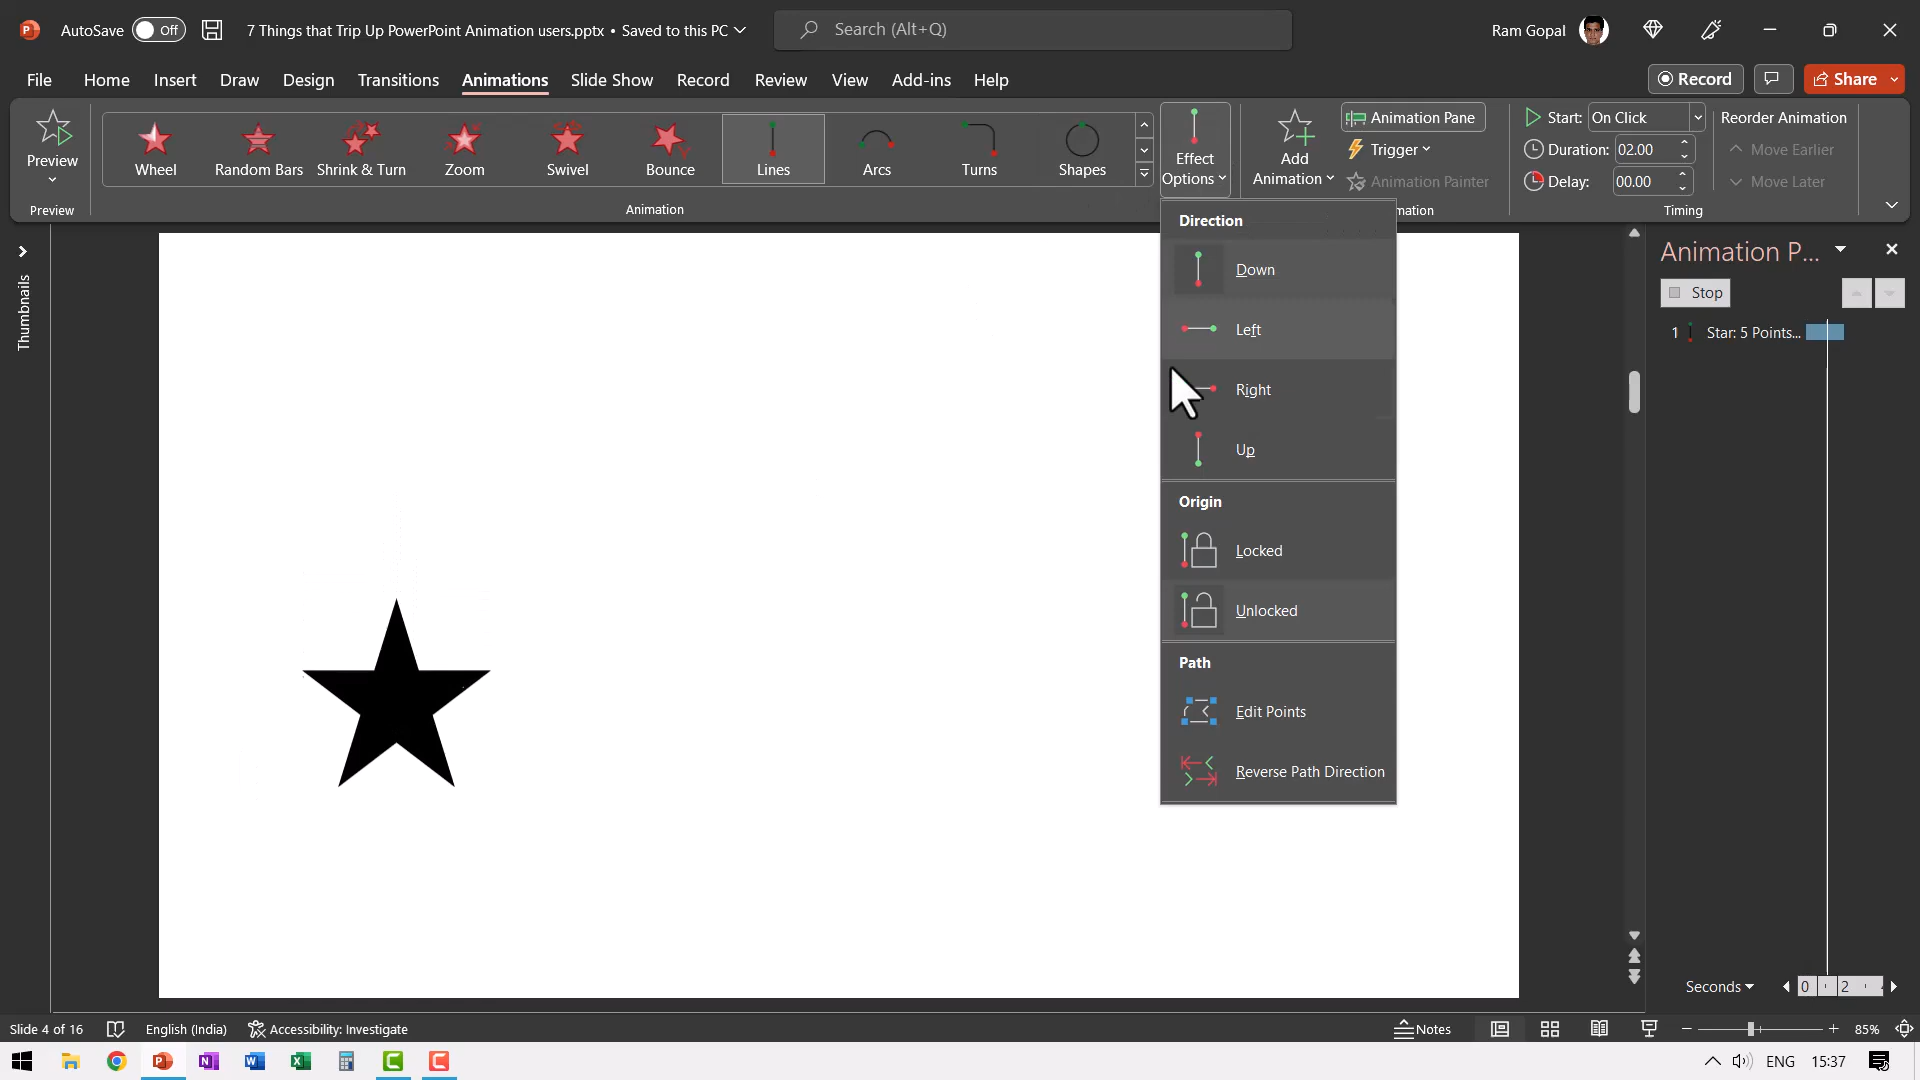 AutoSave Off 7 Things that Trip Up PowerPoint Animation users.pptx • Saved to this PC Search (Alt+Q) Ram Gopal
File Home Insert Draw Design Transitions Animations Slide Show Record Review View Add-ins Help Record Share
Preview
Wheel Random Bars Shrink & Turn Zoom Swivel Bounce Lines Arcs Turns Shapes
Effect Options
Add Animation
Animation Pane
Trigger
Animation Painter
Start: On Click
Duration: 02.00
Delay: 00.00
Reorder Animation
Move Earlier
Move Later
Preview Animation mation Timing
Thumbnails
Direction
Down
Left
Right
Up
Origin
Locked
Unlocked
Path
Edit Points
Reverse Path Direction
Animation P...
Stop
1 Star: 5 Points...
Seconds 0 2
Slide 4 of 16 English (India) Accessibility: Investigate Notes 85%
ENG 15:37